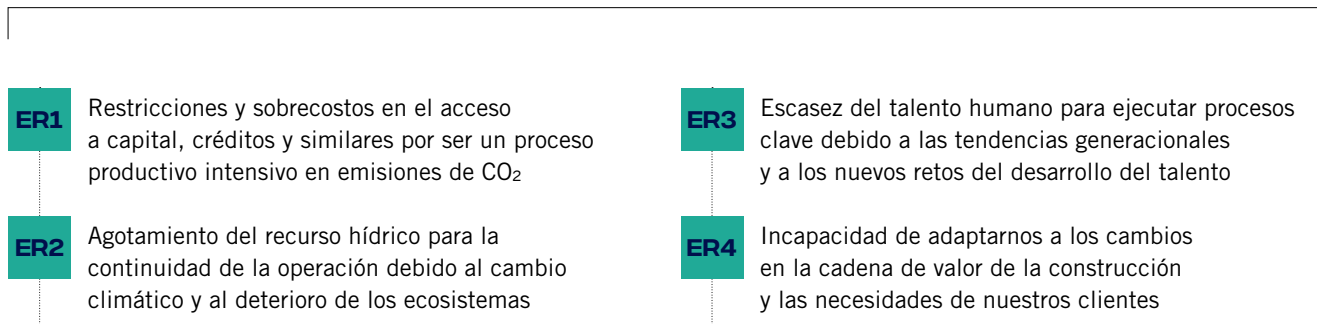 ER1
Restricciones y sobrecostos en el acceso
a capital, créditos y similares por ser un proceso
productivo intensivo en emisiones de CO₂
ER2
Agotamiento del recurso hídrico para la
continuidad de la operación debido al cambio
climático y al deterioro de los ecosistemas
ER3
Escasez del talento humano para ejecutar procesos
clave debido a las tendencias generacionales
y a los nuevos retos del desarrollo del talento
ER4
Incapacidad de adaptarnos a los cambios
en la cadena de valor de la construcción
y las necesidades de nuestros clientes